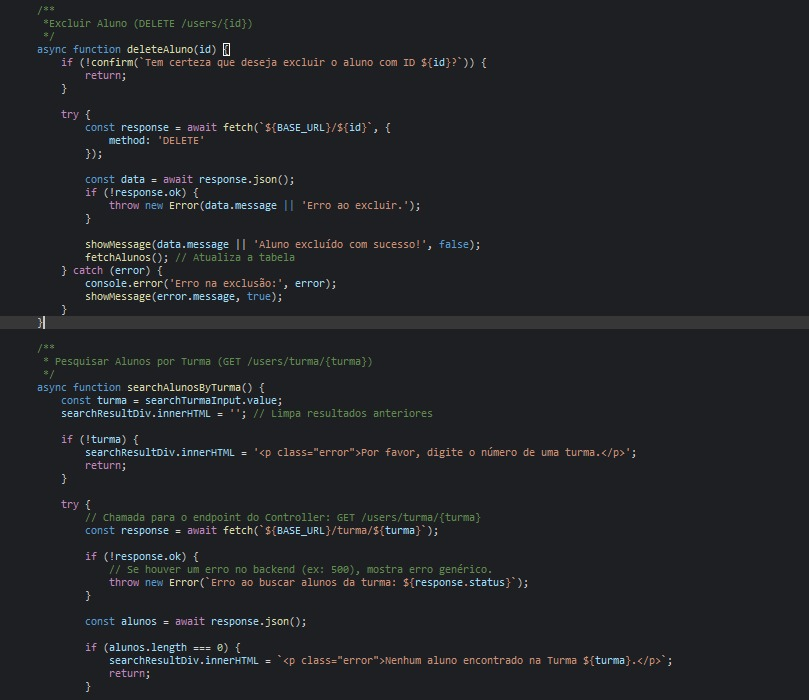 /**
 *Excluir Aluno (DELETE /users/{id})
 */
async function deleteAluno(id) {
    if (!confirm(`Tem certeza que deseja excluir o aluno com ID ${id}?`)) {
        return;
    }

    try {
        const response = await fetch(`${BASE_URL}/${id}`, {
            method: 'DELETE'
        });

        const data = await response.json();
        if (!response.ok) {
            throw new Error(data.message || 'Erro ao excluir.');
        }

        showMessage(data.message || 'Aluno excluído com sucesso!', false);
        fetchAlunos(); // Atualiza a tabela
    } catch (error) {
        console.error('Erro na exclusão:', error);
        showMessage(error.message, true);
    }
}

/**
 * Pesquisar Alunos por Turma (GET /users/turma/{turma})
 */
async function searchAlunosByTurma() {
    const turma = searchTurmaInput.value;
    searchResultDiv.innerHTML = ''; // Limpa resultados anteriores

    if (!turma) {
        searchResultDiv.innerHTML = '<p class="error">Por favor, digite o número de uma turma.</p>';
        return;
    }

    try {
        // Chamada para o endpoint do Controller: GET /users/turma/{turma}
        const response = await fetch(`${BASE_URL}/turma/${turma}`);

        if (!response.ok) {
            // Se houver um erro no backend (ex: 500), mostra erro genérico.
            throw new Error(`Erro ao buscar alunos da turma: ${response.status}`);
        }

        const alunos = await response.json();

        if (alunos.length === 0) {
            searchResultDiv.innerHTML = `<p class="error">Nenhum aluno encontrado na Turma ${turma}.</p>`;
            return;
        }